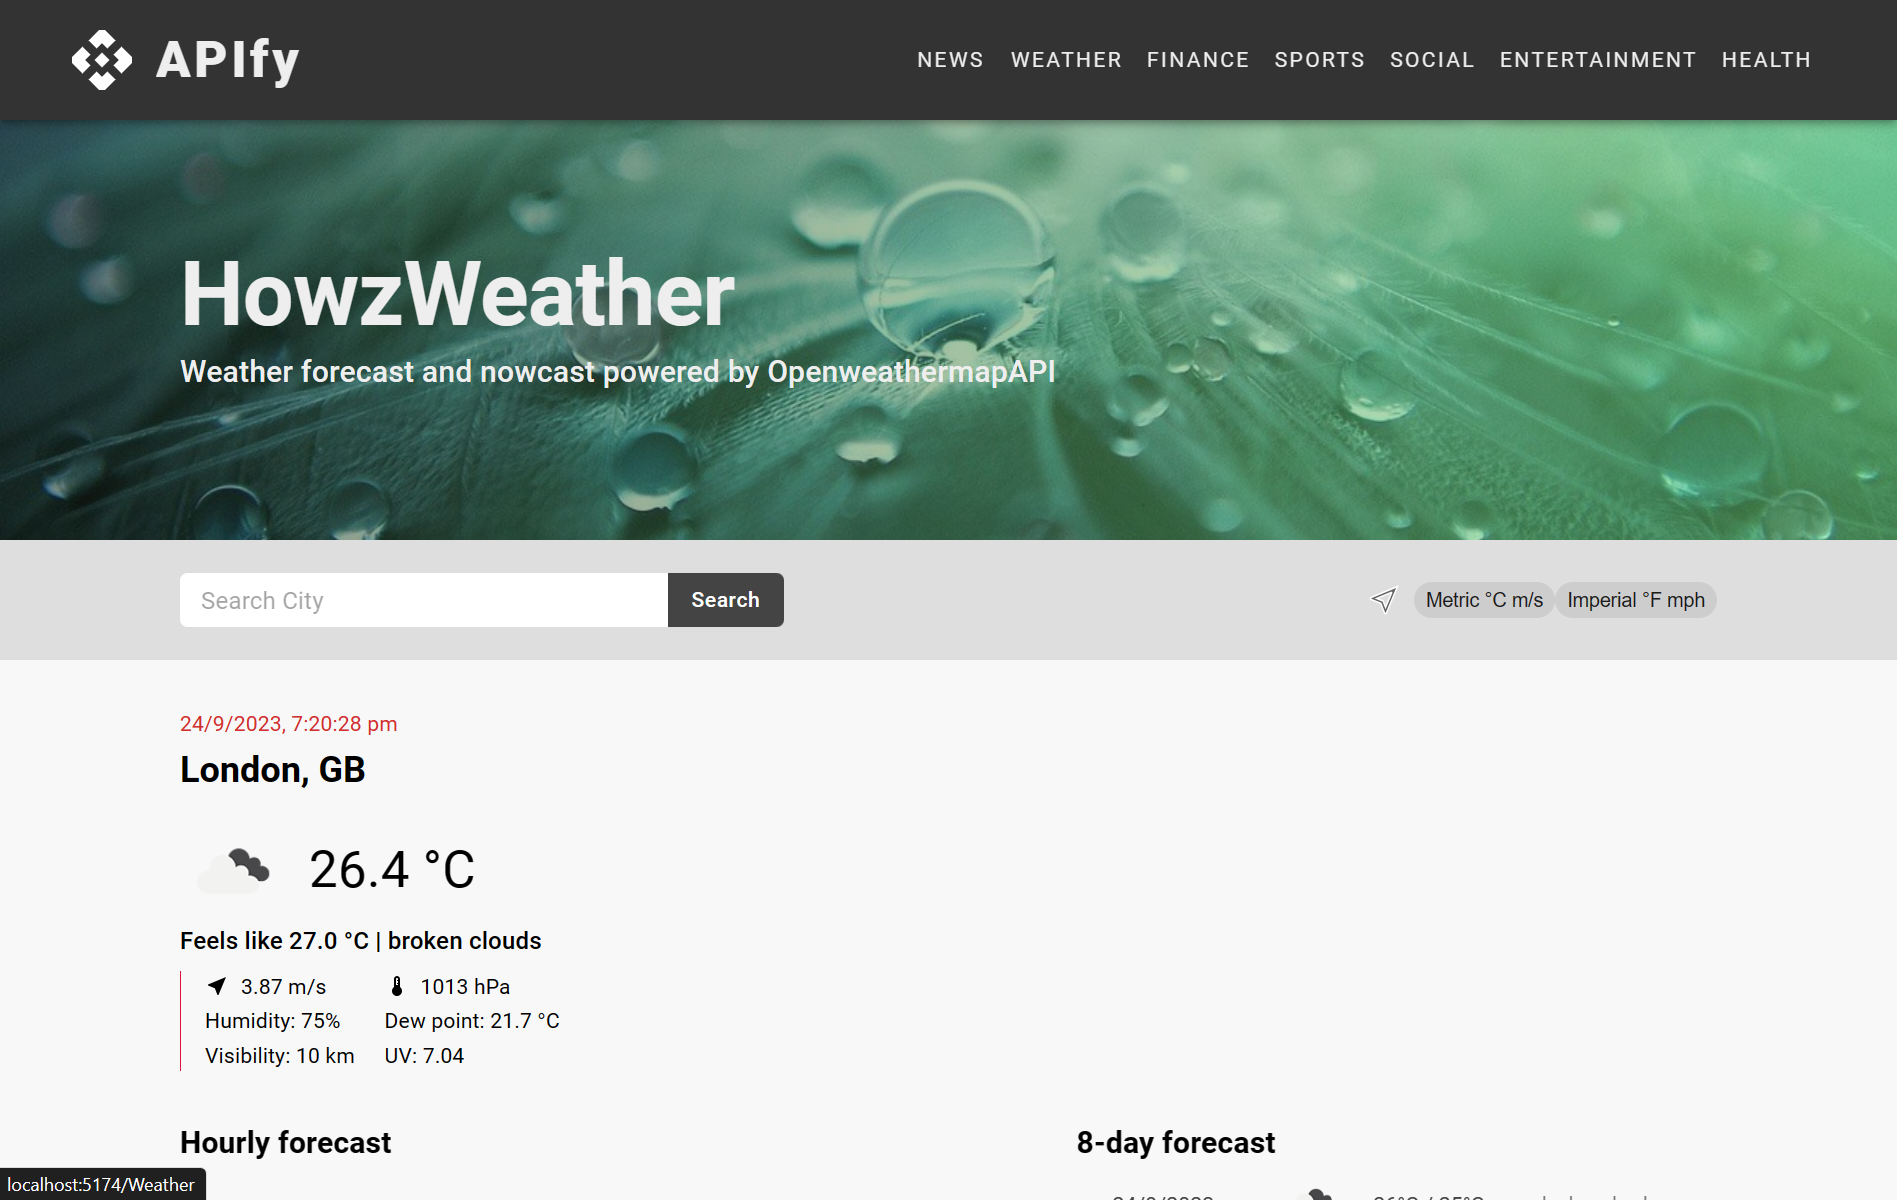 APIfy
NEWS WEATHER FINANCE SPORTS SOCIAL ENTERTAINMENT HEALTH
HowzWeather
Weather forecast and nowcast powered by OpenweathermapAPI
Search City Search Metric °C m/s Imperial °F mph
24/9/2023, 7:20:28 pm
London, GB
26.4 °C
Feels like 27.0 °C | broken clouds
3.87 m/s 1013 hPa
Humidity: 75% Dew point: 21.7 °C
Visibility: 10 km UV: 7.04
Hourly forecast
8-day forecast
localhost:5174/Weather